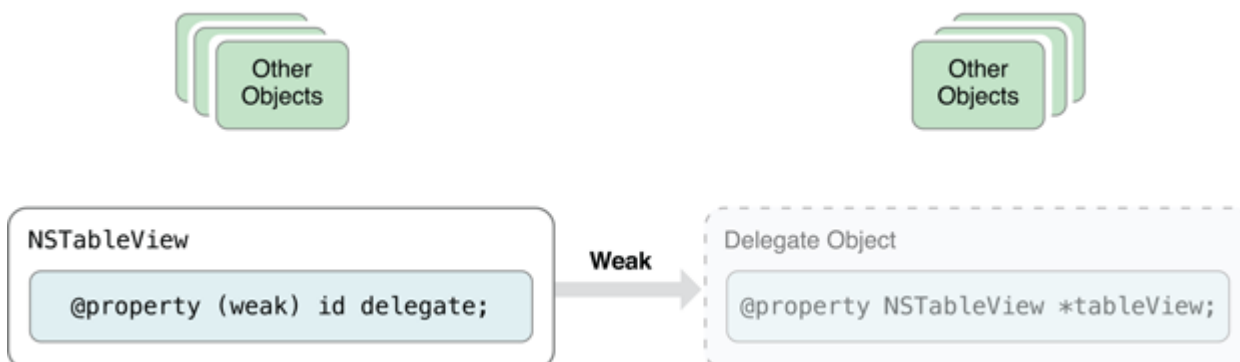 Other
Objects
Other
Objects
NSTableView
Weak
Delegate Object
@property (weak) id delegate;
@property NSTableView *tableView;